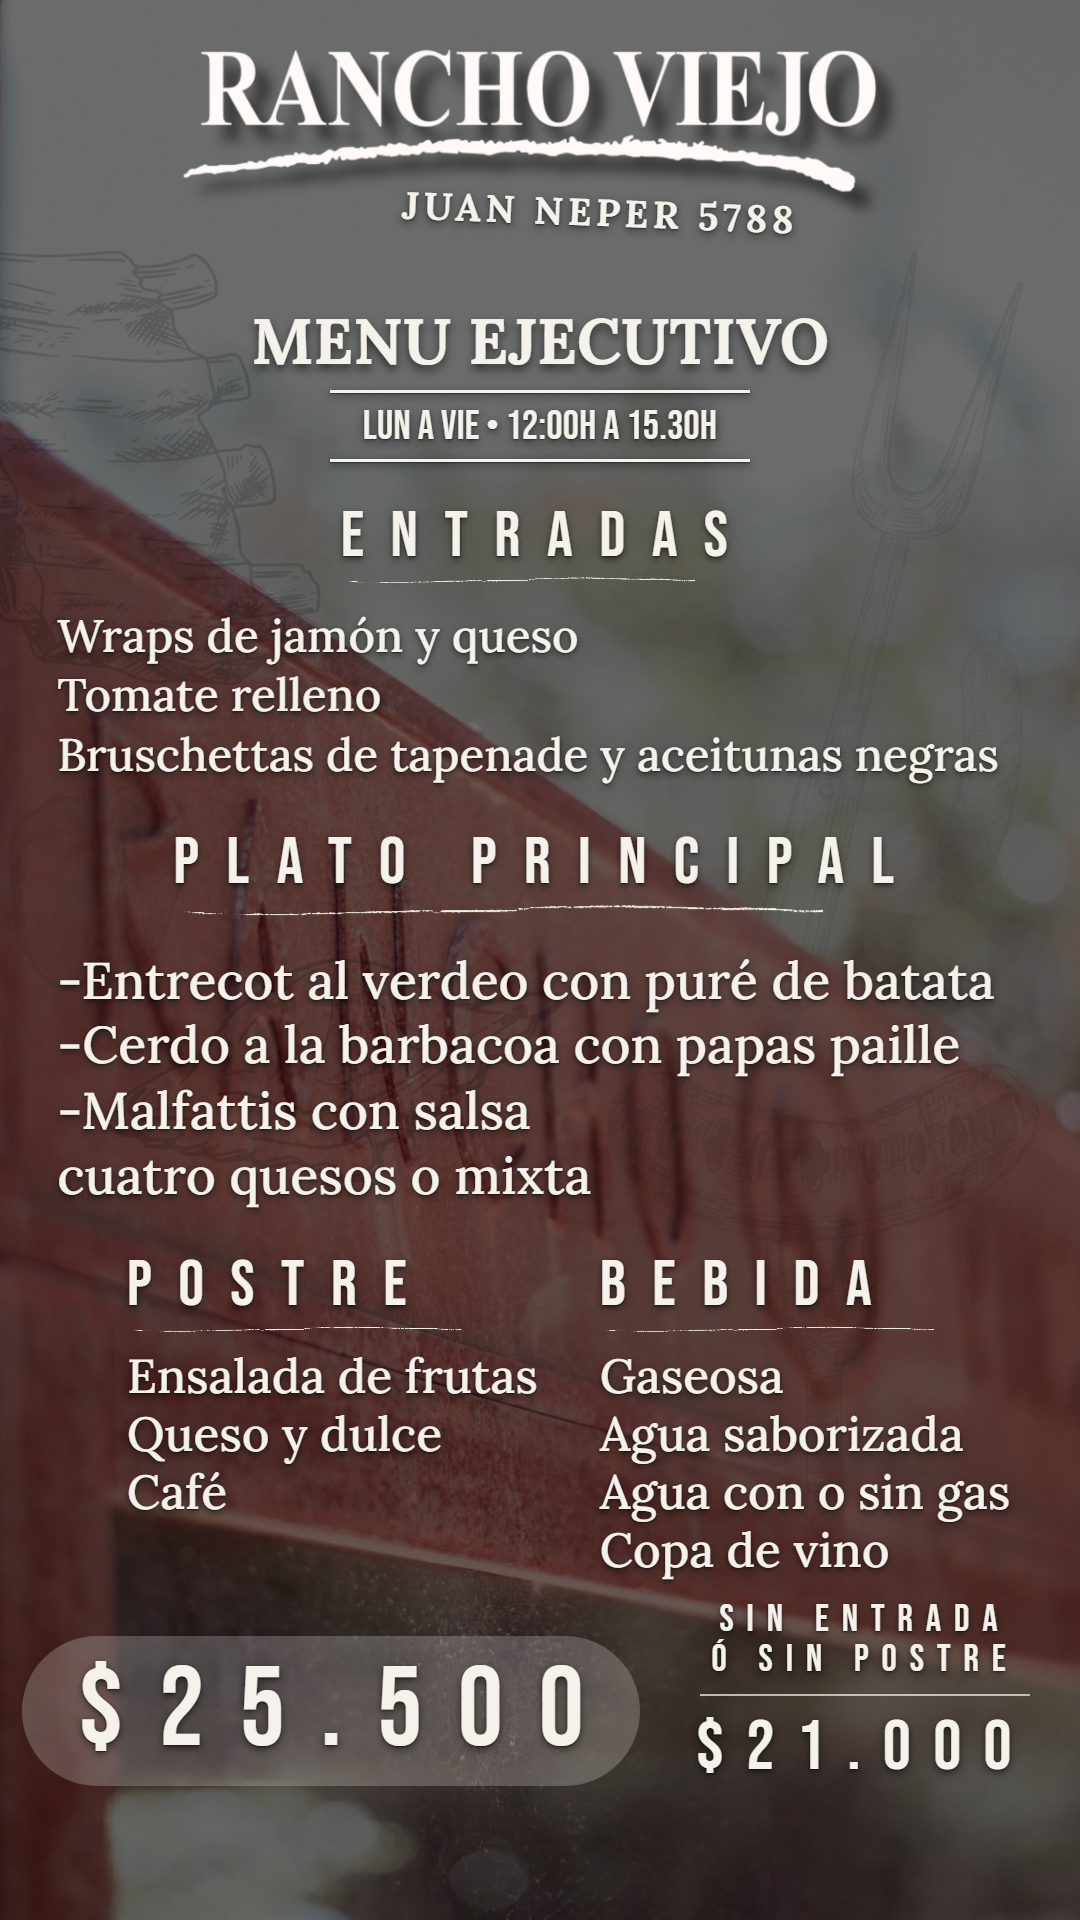 RANCHO VIEJO
JUAN NEPER 5788
MENU EJECUTIVO
LUN A VIE • 12:00H A 15.30H
ENTRADAS
Wraps de jamón y queso
Tomate relleno
Bruschettas de tapenade y aceitunas negras
PLATO PRINCIPAL
-Entrecot al verdeo con puré de batata
-Cerdo a la barbacoa con papas paille
-Malfattis con salsa
cuatro quesos o mixta
POSTRE
Ensalada de frutas
Queso y dulce
Café
BEBIDA
Gaseosa
Agua saborizada
Agua con o sin gas
Copa de vino
$25.500
SIN ENTRADA
Ó SIN POSTRE
$21.000